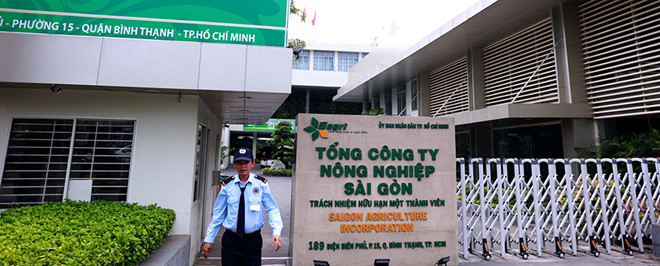 - PHƯỜNG 15 - QUẬN BÌNH THẠNH - TP.HỒ CHÍ MINH
ỦY BAN NHÂN DÂN TP. HỒ CHÍ MINH
TỔNG CÔNG TY
NÔNG NGHIỆP
SÀI GÒN
TRÁCH NHIỆM HỮU HẠN MỘT THÀNH VIÊN
SAIGON AGRICULTURE
INCORPORATION
189 ĐIỆN BIÊN PHỦ, P.15, Q. BÌNH THẠNH, TP. HCM